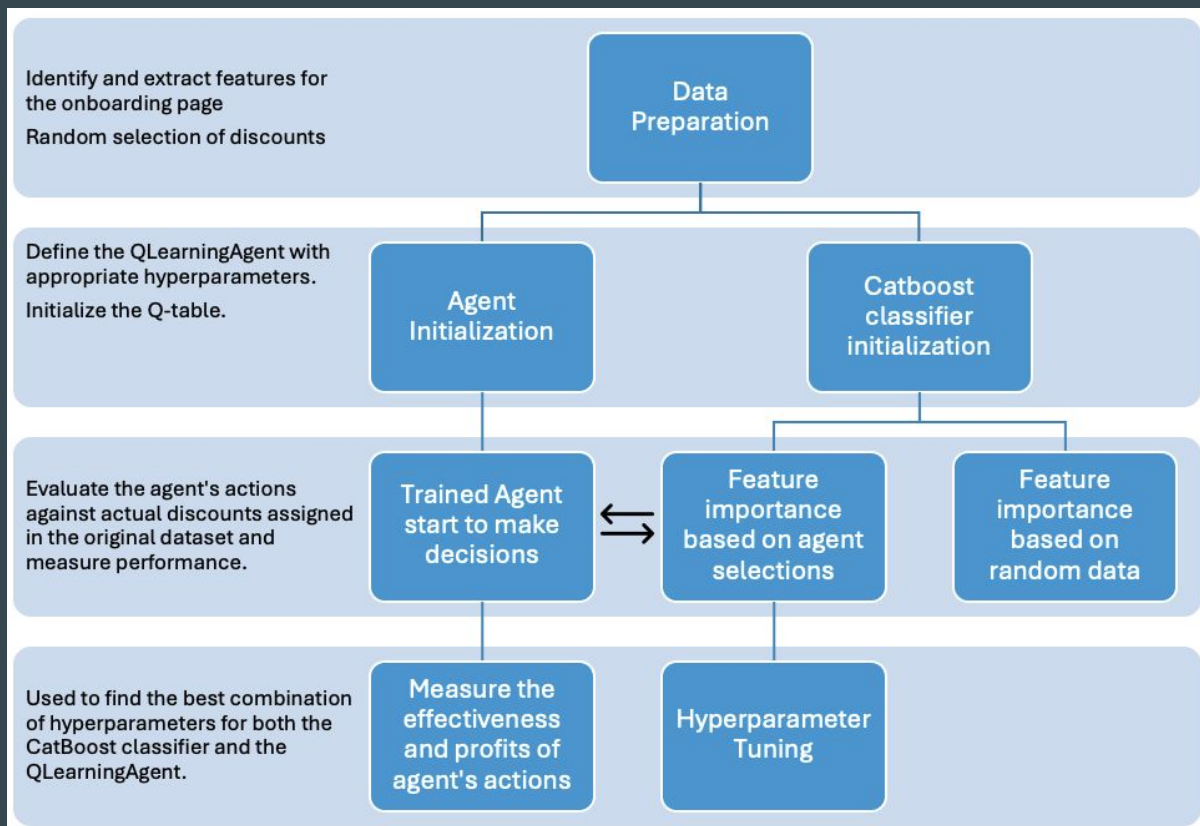 Identify and extract features for
the onboarding page
Random selection of discounts
Data
Preparation
Define the QLearningAgent with
appropriate hyperparameters.
Initialize the Q-table.
Agent
Initialization
Catboost
classifier
initialization
Evaluate the agent's actions
against actual discounts assigned
in the original dataset and
measure performance.
Trained Agent
start to make
decisions
Feature
importance
based on agent
selections
Feature
importance
based on
random data
Used to find the best combination
of hyperparameters for both the
CatBoost classifier and the
QLearningAgent.
Measure the
effectiveness
and profits of
agent's actions
Hyperparameter
Tuning